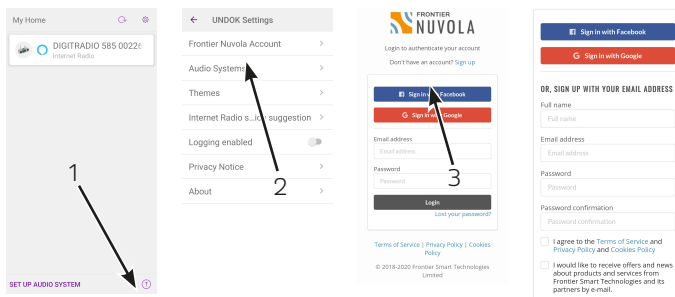 My Home
DIGITRADIO 585 0022
Internet Radio
1
SET UP AUDIO SYSTEM
UNDOK Settings
Frontier Nuvola Account
Audio Systems
Themes
Internet Radio s... suggestion
Logging enabled
Privacy Notice
About
2
FRONTIER
NUVOLA
Login to authenticate your account
Don't have an account? Sign up
Sign in with Facebook
Sign in with Google
Email address
Email address
Password
Password
3
Login
Lost your password?
Terms of Service | Privacy Policy | Cookies
Policy
© 2018-2020 Frontier Smart Technologies
Limited
Sign in with Facebook
Sign in with Google
OR, SIGN UP WITH YOUR EMAIL ADDRESS
Full name
Full name
Email address
Email address
Password
Password
Password confirmation
Password confirmation
I agree to the Terms of Service and
Privacy Policy and Cookies Policy
I would like to receive offers and news
about products and services from
Frontier Smart Technologies and its
partners by e-mail.